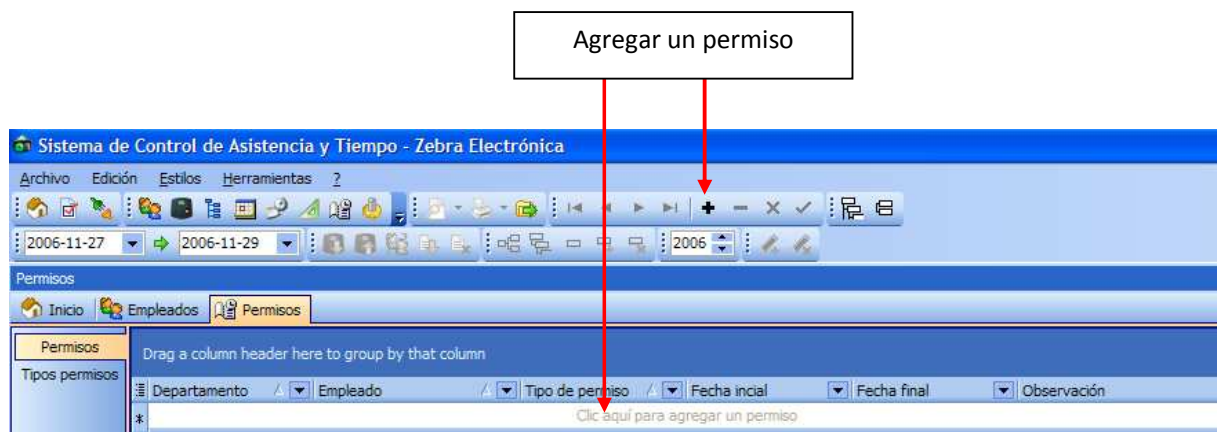 Agregar un permiso
Sistema de Control de Asistencia y Tiempo - Zebra Electrónica
Archivo Edición Estilos Herramientas ?
2006-11-27 2006-11-29 2006
Permisos
Inicio Empleados Permisos
Permisos
Tipos permisos
Drag a column header here to group by that column
Departamento Empleado Tipo de permiso Fecha incial Fecha final Observación
* Clic aquí para agregar un permiso